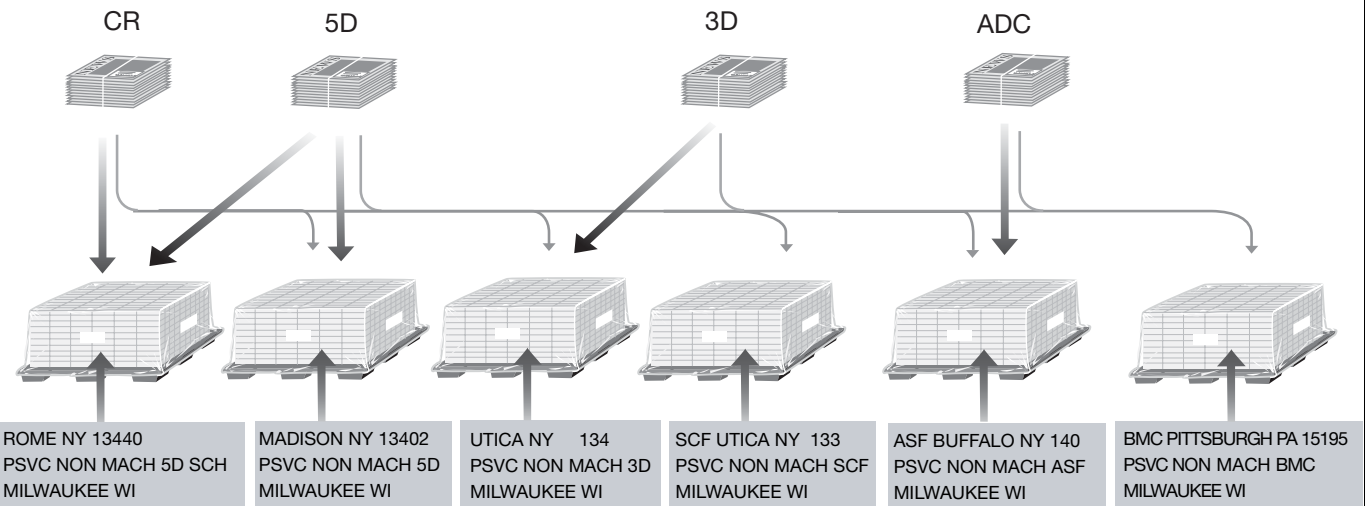 CR
5D
3D
ADC
ROME NY 13440
PSVC NON MACH 5D SCH
MILWAUKEE WI
MADISON NY 13402
PSVC NON MACH 5D
MILWAUKEE WI
UTICA NY 134
PSVC NON MACH 3D
MILWAUKEE WI
SCF UTICA NY 133
PSVC NON MACH SCF
MILWAUKEE WI
ASF BUFFALO NY 140
PSVC NON MACH ASF
MILWAUKEE WI
BMC PITTSBURGH PA 15195
PSVC NON MACH BMC
MILWAUKEE WI